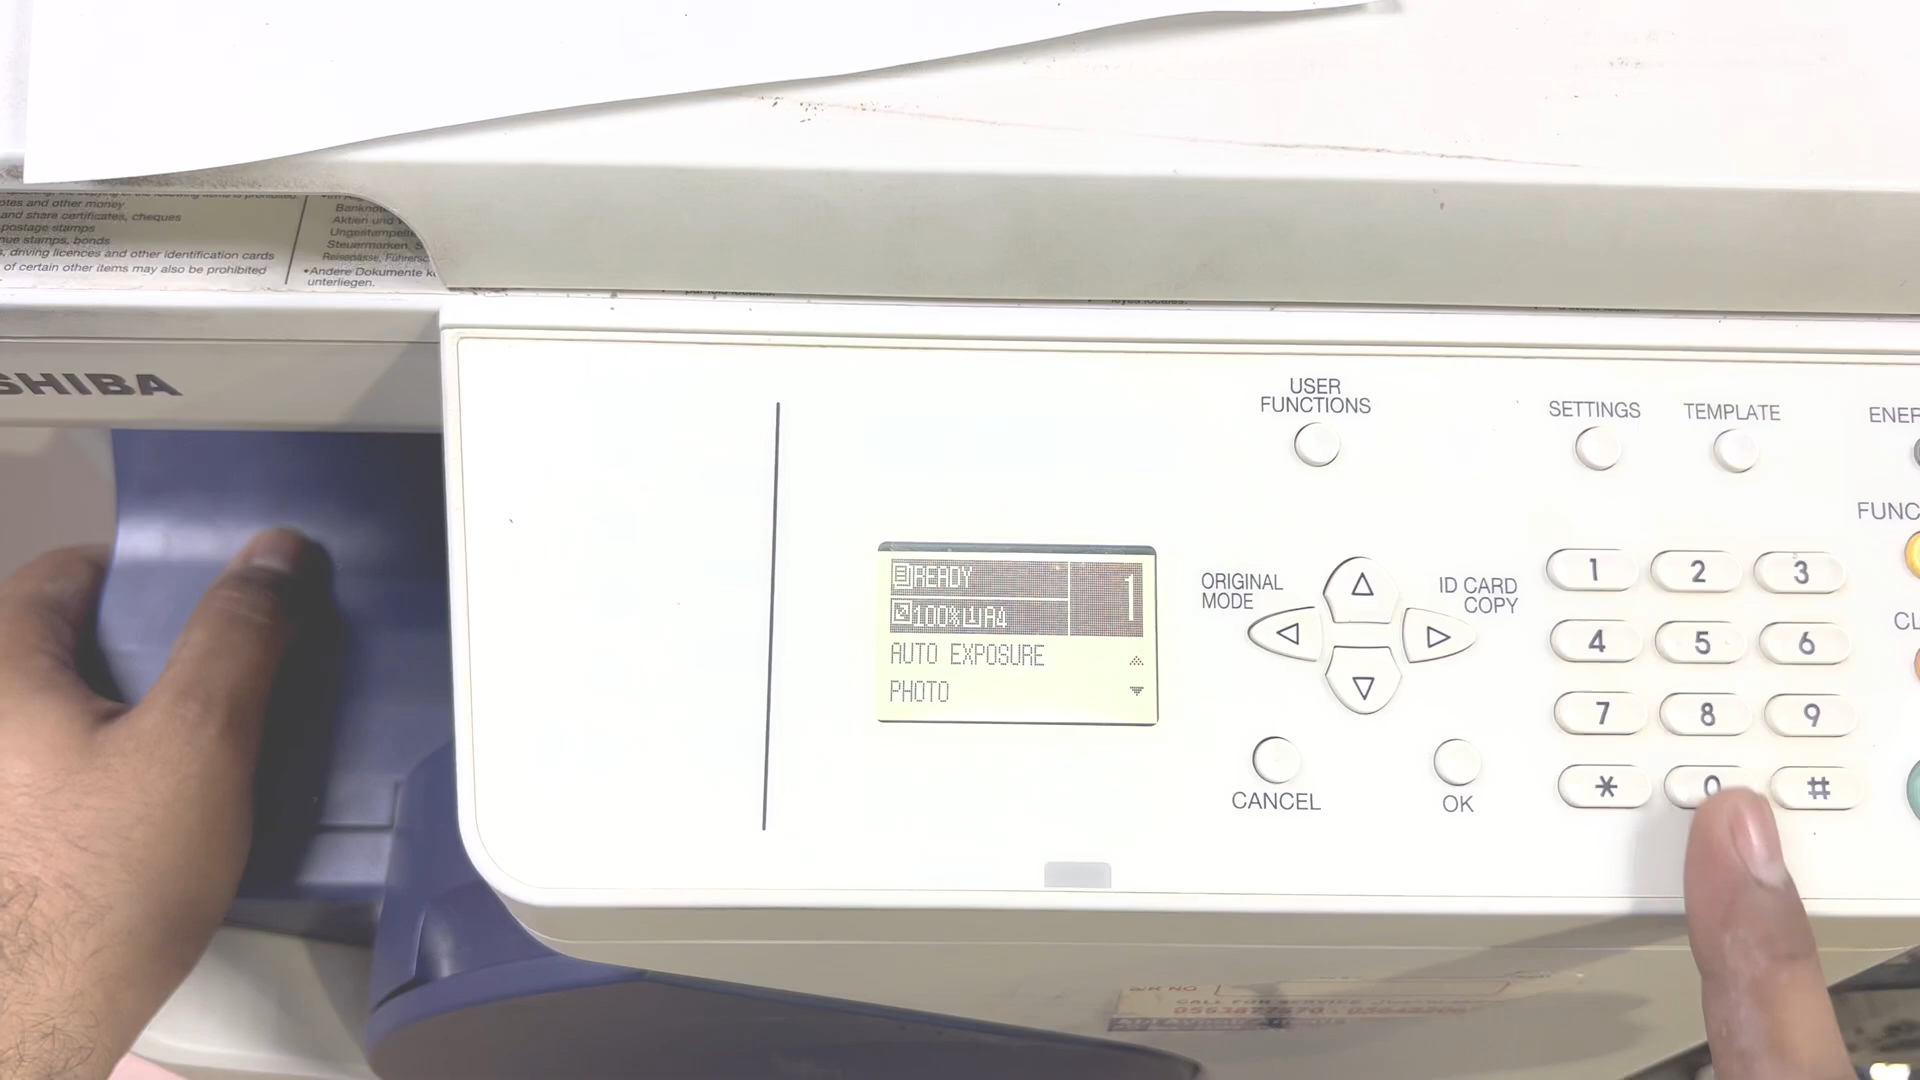 otes and other money
and share certificates, cheques
postage stamps
nue stamps, bonds
s, driving licences and other identification cards
of certain other items may also be prohibited
Banknot
Aktien und
Ungestempelt
Steuermarken, S
Reisepässe, Führersc
•Andere Dokumente kö
unterliegen.
SHIBA
USER
FUNCTIONS
SETTINGS
TEMPLATE
ENER
FUNC
CL
READY
1
100% 1 A4
AUTO EXPOSURE
PHOTO
ORIGINAL
MODE
ID CARD
COPY
CANCEL
OK
1 2 3
4 5 6
7 8 9
* 0 #